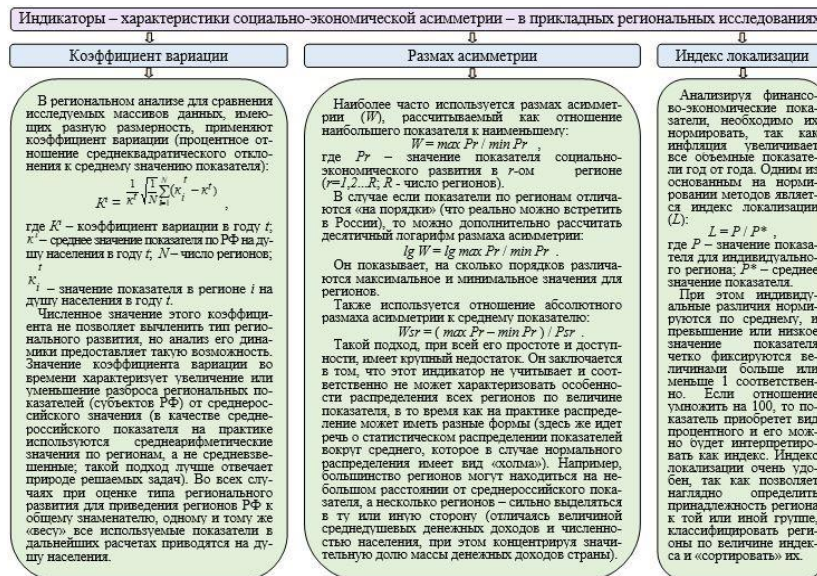 Индикаторы – характеристики социально-экономической асимметрии – в прикладных региональных исследованиях
Коэффициент вариации
В региональном анализе для сравнения
исследуемых массивов данных, имею-
щих разную размерность, применяют
коэффициент вариации (процентное от-
ношение среднеквадратического откло-
нения к среднему значению показателя):
K^t = 1/κ^t √(1/N ∑_{i=1}^{N} (κ_i^t − κ^t)) ,
где K^t – коэффициент вариации в году t;
κ^t – среднее значение показателя по РФ на ду-
шу населения в году t; N – число регионов;
κ_i^t – значение показателя в регионе i на
душу населения в году t.
Численное значение этого коэффици-
ента не позволяет вычленить тип регио-
нального развития, но анализ его дина-
мики предоставляет такую возможность.
Значение коэффициента вариации во
времени характеризует увеличение или
уменьшение разброса региональных по-
казателей (субъектов РФ) от среднерос-
сийского значения (в качестве средне-
российского показателя на практике
используются среднеарифметические
значения по регионам, а не средневзве-
шенные; такой подход лучше отвечает
природе решаемых задач). Во всех слу-
чаях при оценке типа регионального
развития для приведения регионов РФ к
общему знаменателю, одному и тому же
«весу» все используемые показатели в
дальнейших расчетах приводятся на ду-
шу населения.
Размах асимметрии
Наиболее часто используется размах асиммет-
рии (W), рассчитываемый как отношение
наибольшего показателя к наименьшему:
W = max Pr / min Pr ,
где Pr – значение показателя социально-
экономического развития в r-ом регионе
(r=1,2...R; R - число регионов).
В случае если показатели по регионам отлича-
ются «на порядки» (что реально можно встретить
в России), то можно дополнительно рассчитать
десятичный логарифм размаха асимметрии:
lg W = lg max Pr / min Pr .
Он показывает, на сколько порядков различа-
ются максимальное и минимальное значения для
регионов.
Также используется отношение абсолютного
размаха асимметрии к среднему показателю:
Wsr = ( max Pr – min Pr ) / Psr .
Такой подход, при всей его простоте и доступ-
ности, имеет крупный недостаток. Он заключается
в том, что этот индикатор не учитывает и соот-
ветственно не может характеризовать особенно-
сти распределения всех регионов по величине
показателя, в то время как на практике распреде-
ление может иметь разные формы (здесь же идет
речь о статистическом распределении показателей
вокруг среднего, которое в случае нормального
распределения имеет вид «холма»). Например,
большинство регионов могут находиться на не-
большом расстоянии от среднероссийского пока-
зателя, а несколько регионов – сильно выделяться
в ту или иную сторону (отличаясь величиной
среднедушевых денежных доходов и численно-
стью населения, при этом концентрируя значи-
тельную долю массы денежных доходов страны).
Индекс локализации
Анализируя финансо-
во-экономические пока-
затели, необходимо их
нормировать, так как
инфляция увеличивает
все объемные показате-
ли год от года. Одним из
основанным на норми-
ровании методов являет-
ся индекс локализации
(L):
L = P / P* ,
где P – значение показа-
теля для индивидуально-
го региона; P* – среднее
значение показателя.
При этом индивиду-
альные различия норми-
руются по среднему, и
превышение или низкое
значение показателя
четко фиксируются ве-
личинами больше или
меньше 1 соответствен-
но. Если отношение
умножить на 100, то по-
казатель приобретет вид
процентного и его мож-
но будет интерпретиро-
вать как индекс. Индекс
локализации очень удо-
бен, так как позволяет
наглядно определить
принадлежность региона
к той или иной группе,
классифицировать реги-
оны по величине индек-
са и «сортировать» их.